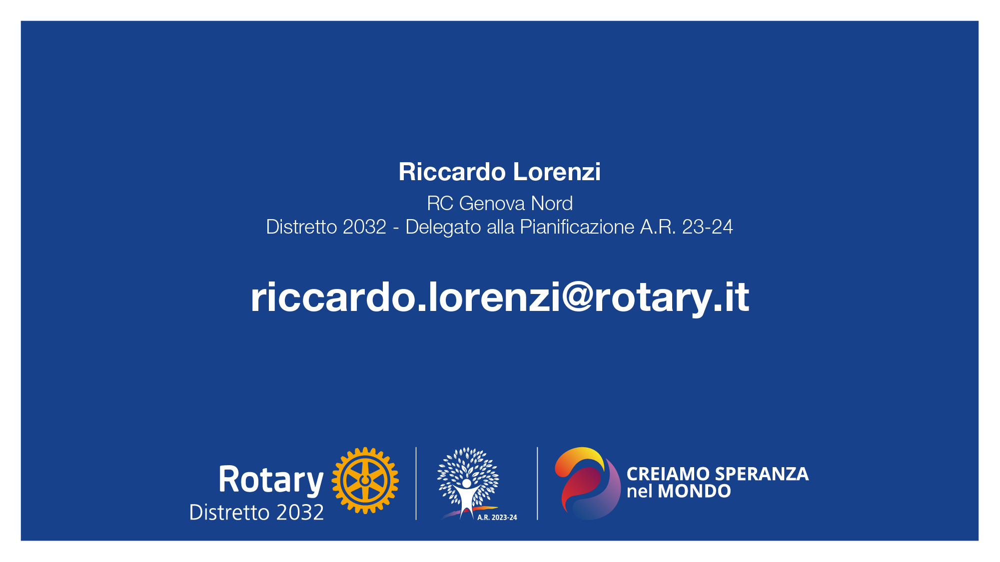 Riccardo Lorenzi
RC Genova Nord
Distretto 2032 - Delegato alla Pianificazione A.R. 23-24
riccardo.lorenzi@rotary.it
Rotary
Distretto 2032
A.R. 2023-24
CREIAMO SPERANZA
nel MONDO